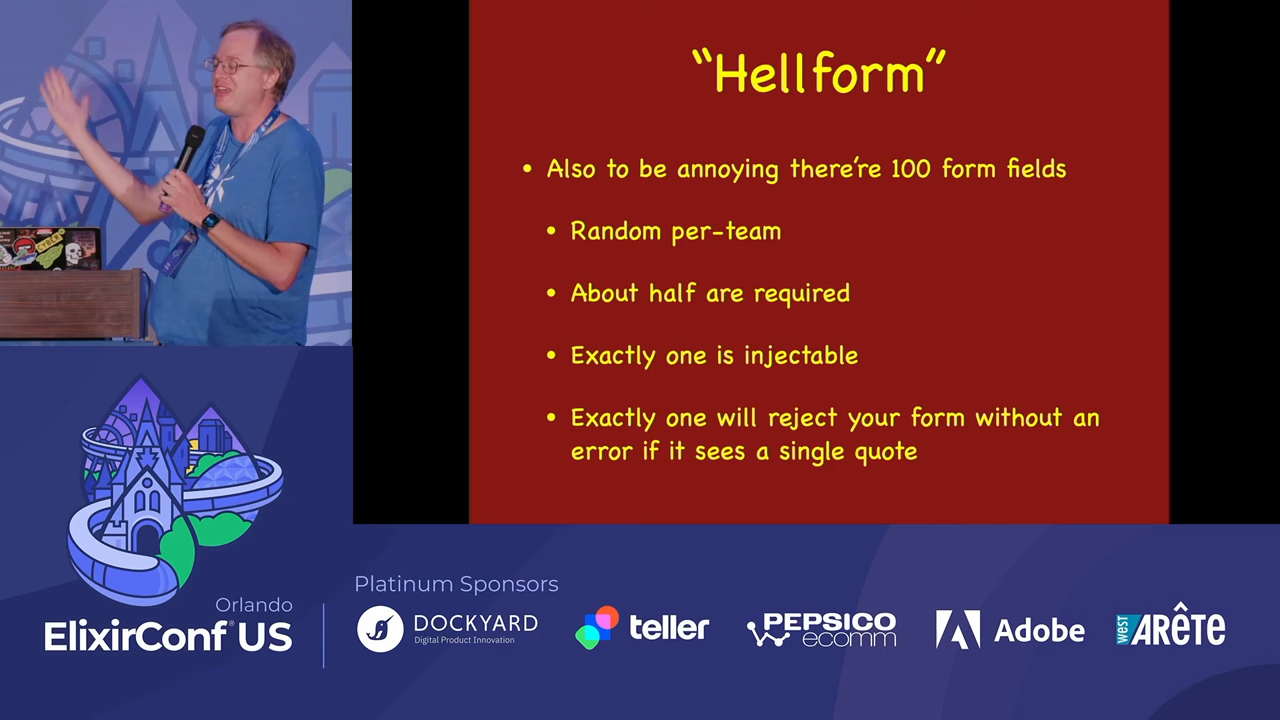 “Hellform”
• Also to be annoying there’re 100 form fields
• Random per-team
• About half are required
• Exactly one is injectable
• Exactly one will reject your form without an
error if it sees a single quote
CYBER
Orlando
ElixirConf® US
Platinum Sponsors
DOCKYARD
Digital Product Innovation
teller
PEPSICO
ecomm
Adobe
west ARÊTE